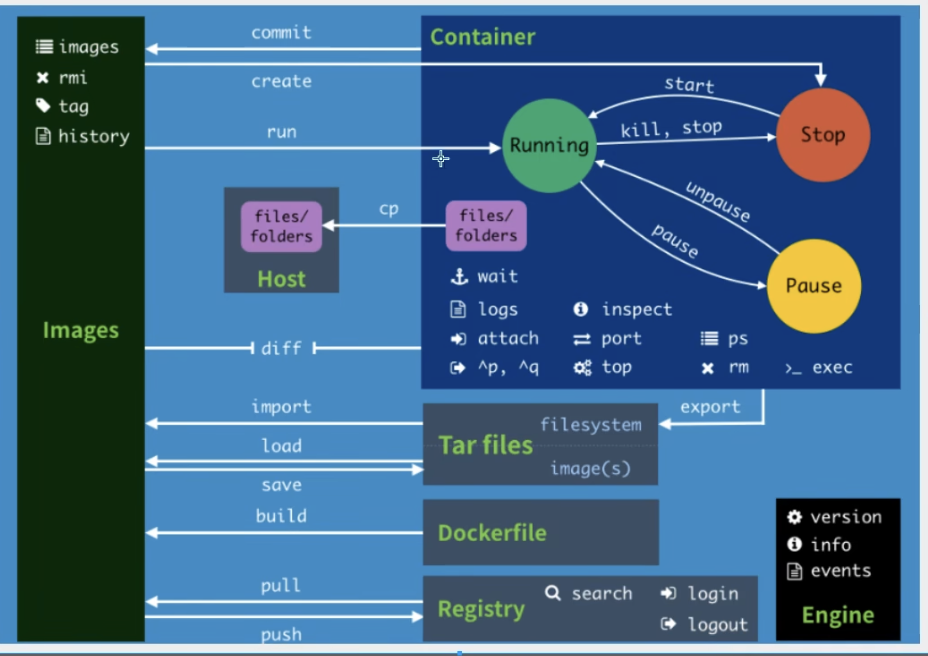 images
rmi
tag
history
Images
commit
create
run
Container
start
kill, stop
Running
Stop
unpause
pause
Pause
files/
folders
Host
cp
files/
folders
wait
logs
inspect
attach
port
ps
^p, ^q
top
rm
>_ exec
diff
import
load
save
export
filesystem
Tar files
image(s)
build
Dockerfile
pull
push
search
login
Registry
logout
version
info
events
Engine